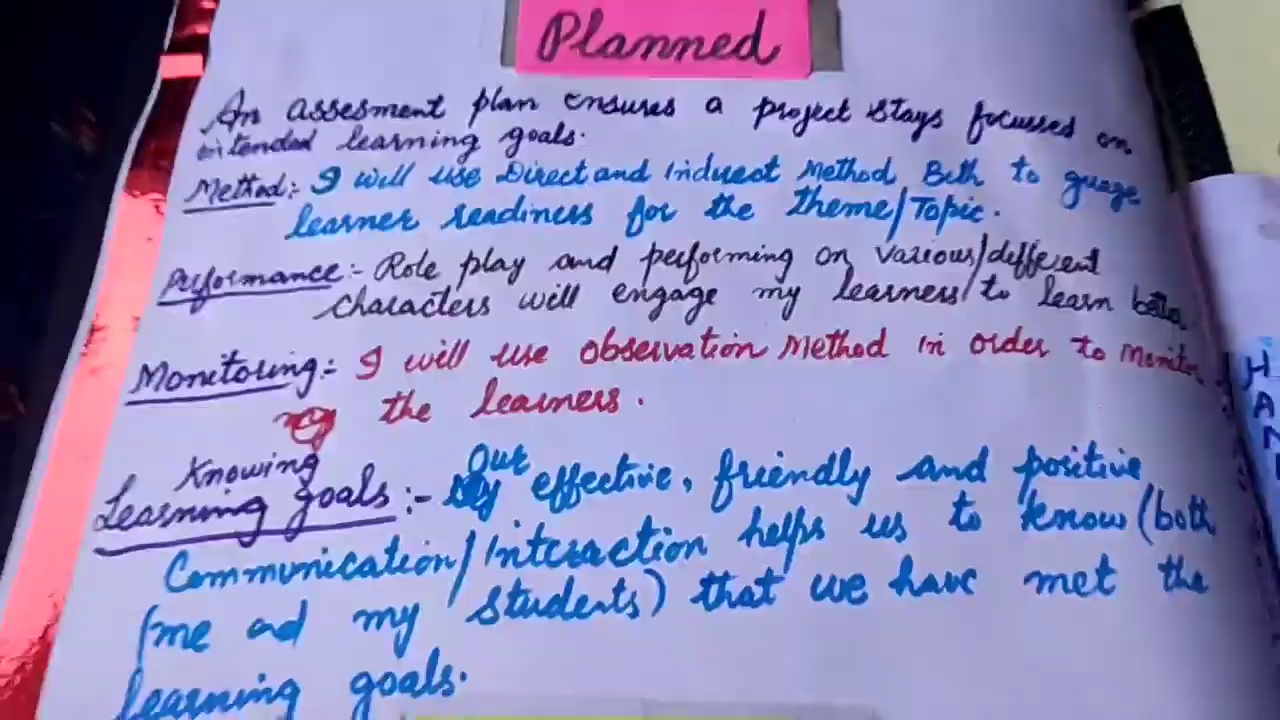 Planned
An assesment plan ensures a project stays focussed on
intended learning goals.
Method:- I will use Direct and indirect Method Both to guage
learner readiness for the theme/Topic.
Performance:- Role play and performing on various/different
characters will engage my learners/to learn better
Monitoring:- I will use observation Method in order to monitor
the learners.
Knowing
Learning goals:- Our effective, friendly and positive
Communication/Interaction helps us to know (both
(me ad my students) that we have met the
learning goals.
H
A